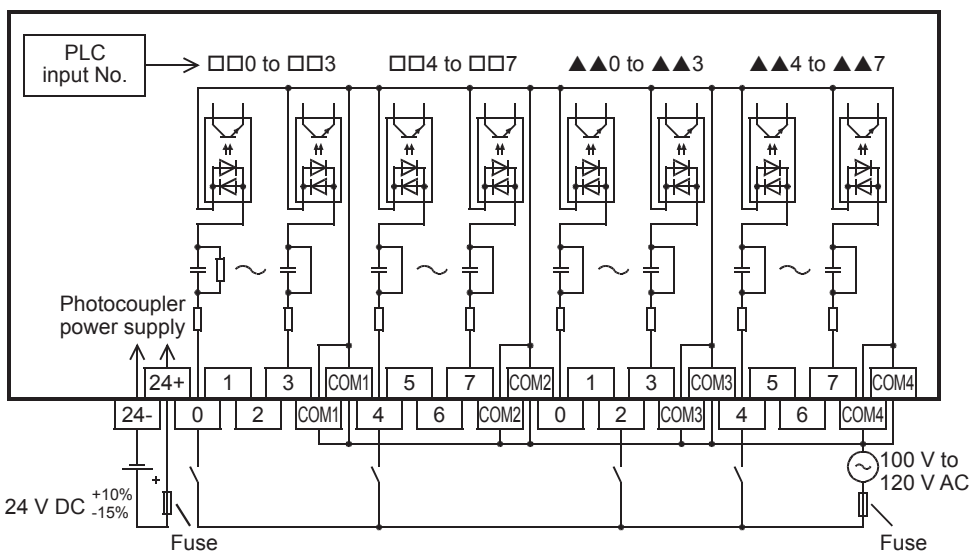 PLC
input No.
□□0 to □□3
□□4 to □□7
▲▲0 to ▲▲3
▲▲4 to ▲▲7
Photocoupler
power supply
24+ 1 3 COM1 5 7 COM2 1 3 COM3 5 7 COM4
24- 0 2 COM1 4 6 COM2 0 2 COM3 4 6 COM4
100 V to
120 V AC
+
24 V DC +10%
-15%
Fuse
Fuse